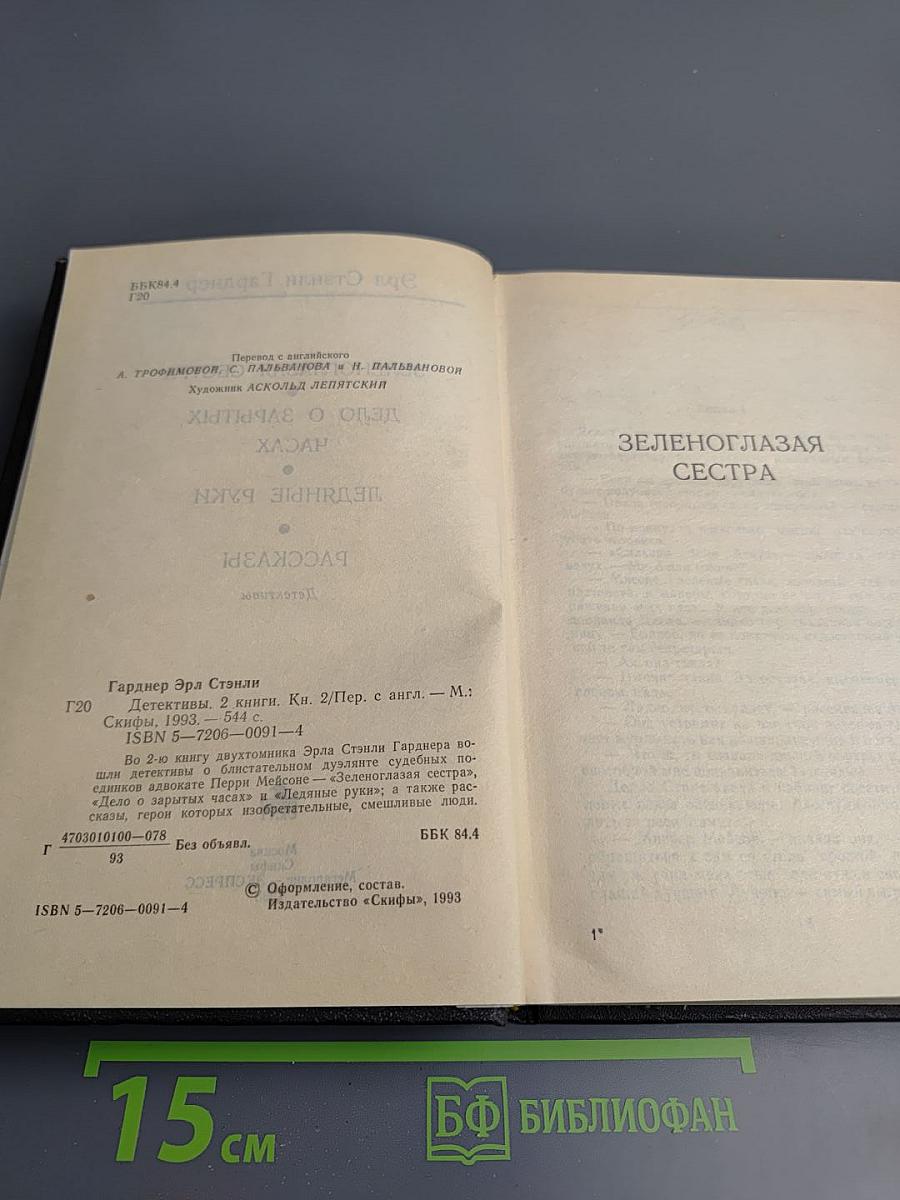 ББК84.4
Г20
Перевод с английского
А. ТРОФИМОВОЙ, С. ПАЛЬВАНОВА и Н. ПАЛЬВАНОВОЙ
Художник АСКОЛЬД ЛЕПЯТСКИЙ
Гарднер Эрл Стэнли
Г20 Детективы. 2 книги. Кн. 2/Пер. с англ. — М.:
Скифы, 1993. — 544 с.
ISBN 5—7206—0091—4
Во 2-ю книгу двухтомника Эрла Стэнли Гарднера во-
шли детективы о блистательном дуэлянте судебных по-
единков адвокате Перри Мейсоне — «Зеленоглазая сестра»,
«Дело о зарытых часах» и «Ледяные руки»; а также рас-
сказы, герои которых изобретательные, смешливые люди.
Г 4703010100—078
93
Без объявл.
ББК 84.4
ISBN 5—7206—0091—4
© Оформление, состав.
Издательство «Скифы», 1993
ЗЕЛЕНОГЛАЗАЯ
СЕСТРА
1*
15 см
БФ БИБЛИОФАН